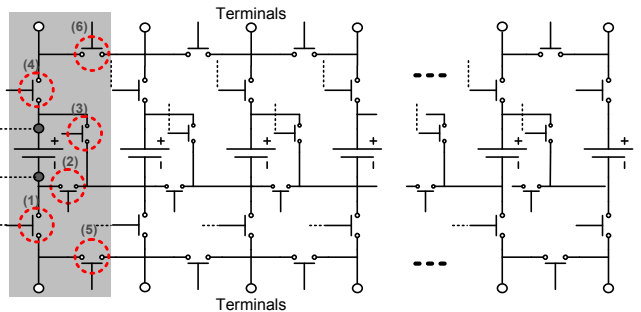 Terminals
(6)
(4)
(3)
+ + + + + +
(2)
(1)
(5)
Terminals